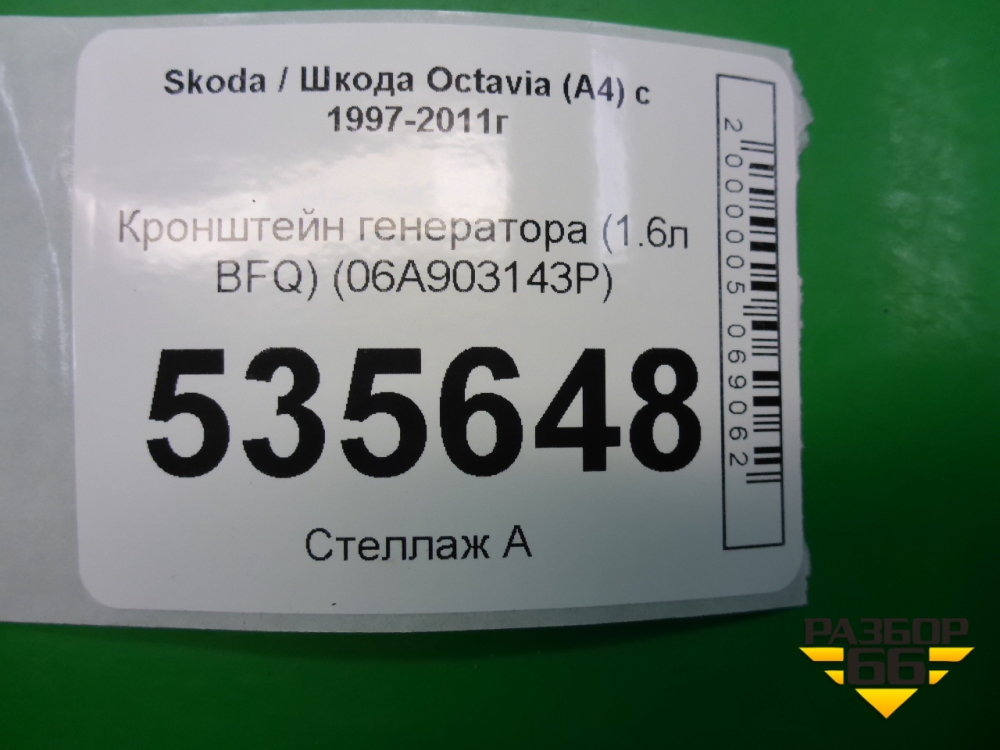 Skoda / Шкода Octavia (A4) с
1997-2011г
Кронштейн генератора (1.6л
BFQ) (06A903143P)
535648
Стеллаж А
2000005069062
РАЗБОР
66